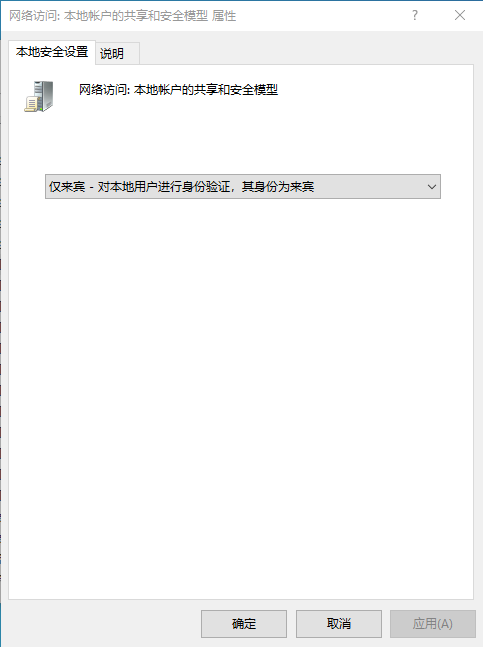 网络访问: 本地帐户的共享和安全模型 属性
?
本地安全设置 说明
网络访问: 本地帐户的共享和安全模型
仅来宾 - 对本地用户进行身份验证，其身份为来宾
确定 取消 应用(A)